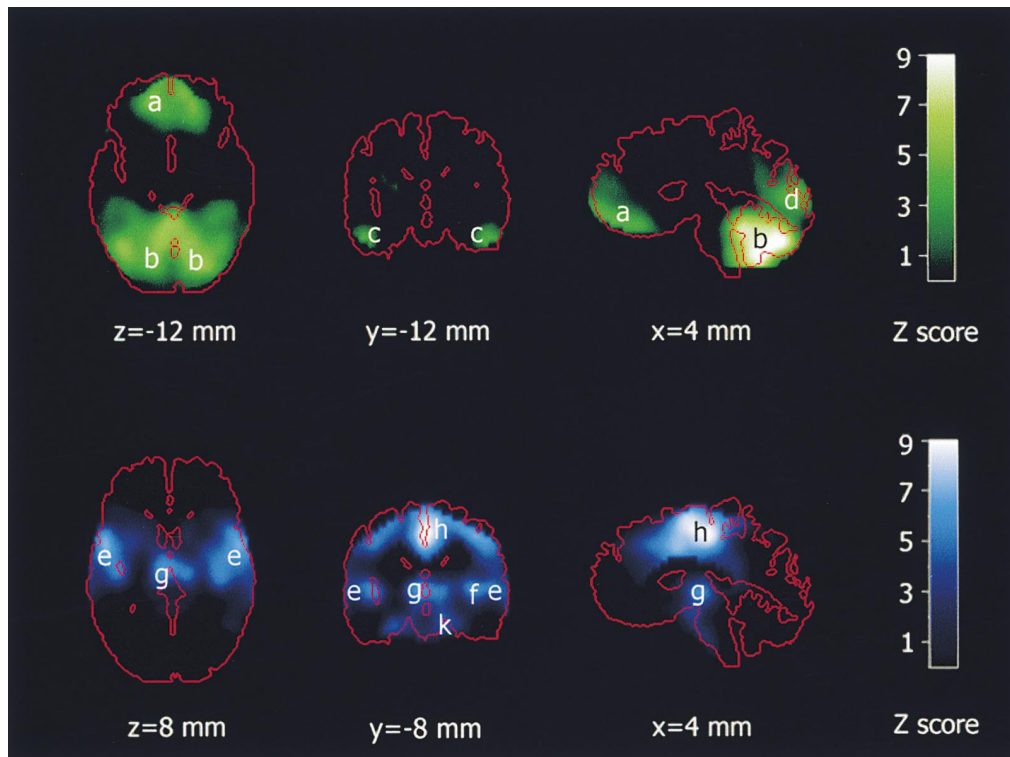 a
b b
z=-12 mm
c c
y=-12 mm
a
d
b
x=4 mm
9
7
5
3
1
Z score
e e
g
z=8 mm
h
e g f e
k
y=-8 mm
h
g
x=4 mm
9
7
5
3
1
Z score